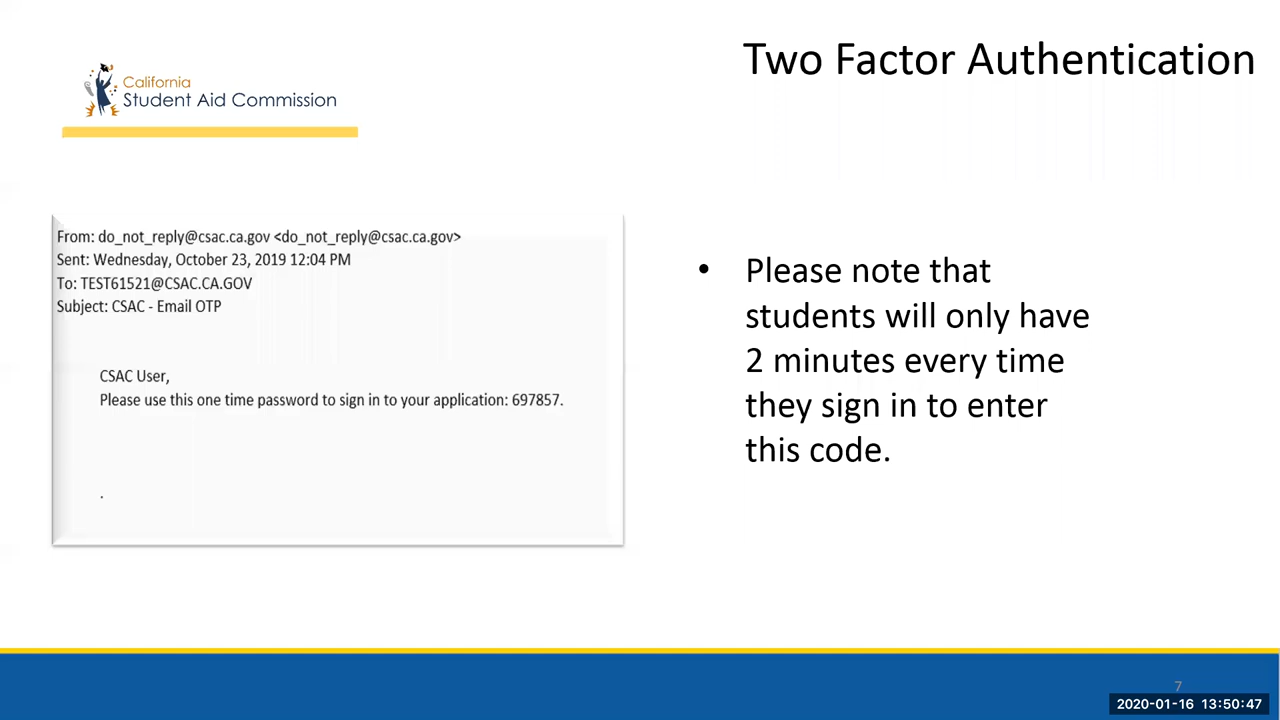 Two Factor Authentication
California
Student Aid Commission
From: do_not_reply@csac.ca.gov <do_not_reply@csac.ca.gov>
Sent: Wednesday, October 23, 2019 12:04 PM
To: TEST61521@CSAC.CA.GOV
Subject: CSAC - Email OTP
CSAC User,
Please use this one time password to sign in to your application: 697857.
.
• Please note that
students will only have
2 minutes every time
they sign in to enter
this code.
7
2020-01-16 13:50:47